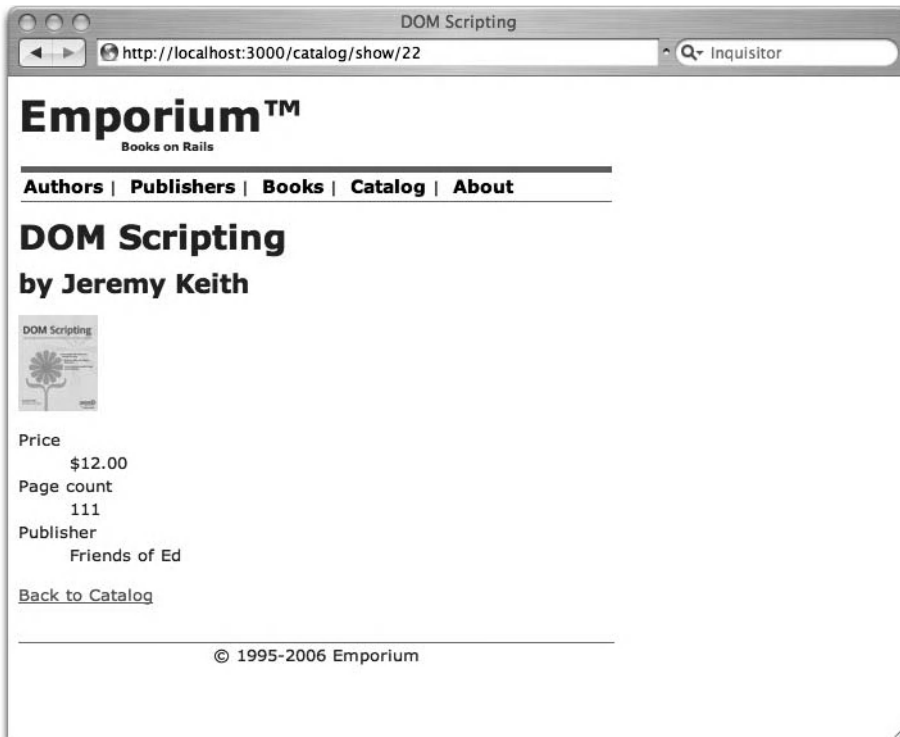 DOM Scripting
http://localhost:3000/catalog/show/22
Inquisitor
Emporium™
Books on Rails
Authors | Publishers | Books | Catalog | About
DOM Scripting
by Jeremy Keith
DOM Scripting
Price
$12.00
Page count
111
Publisher
Friends of Ed
Back to Catalog
© 1995-2006 Emporium